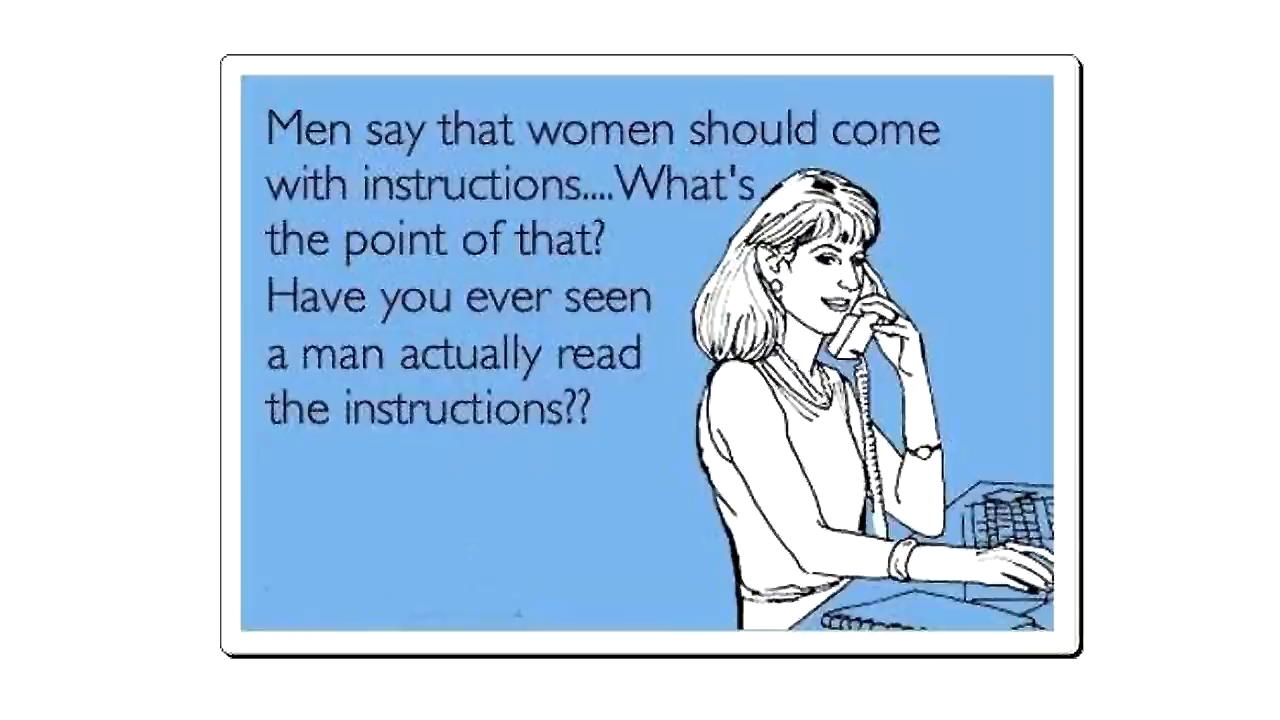 Men say that women should come
with instructions....What's
the point of that?
Have you ever seen
a man actually read
the instructions??